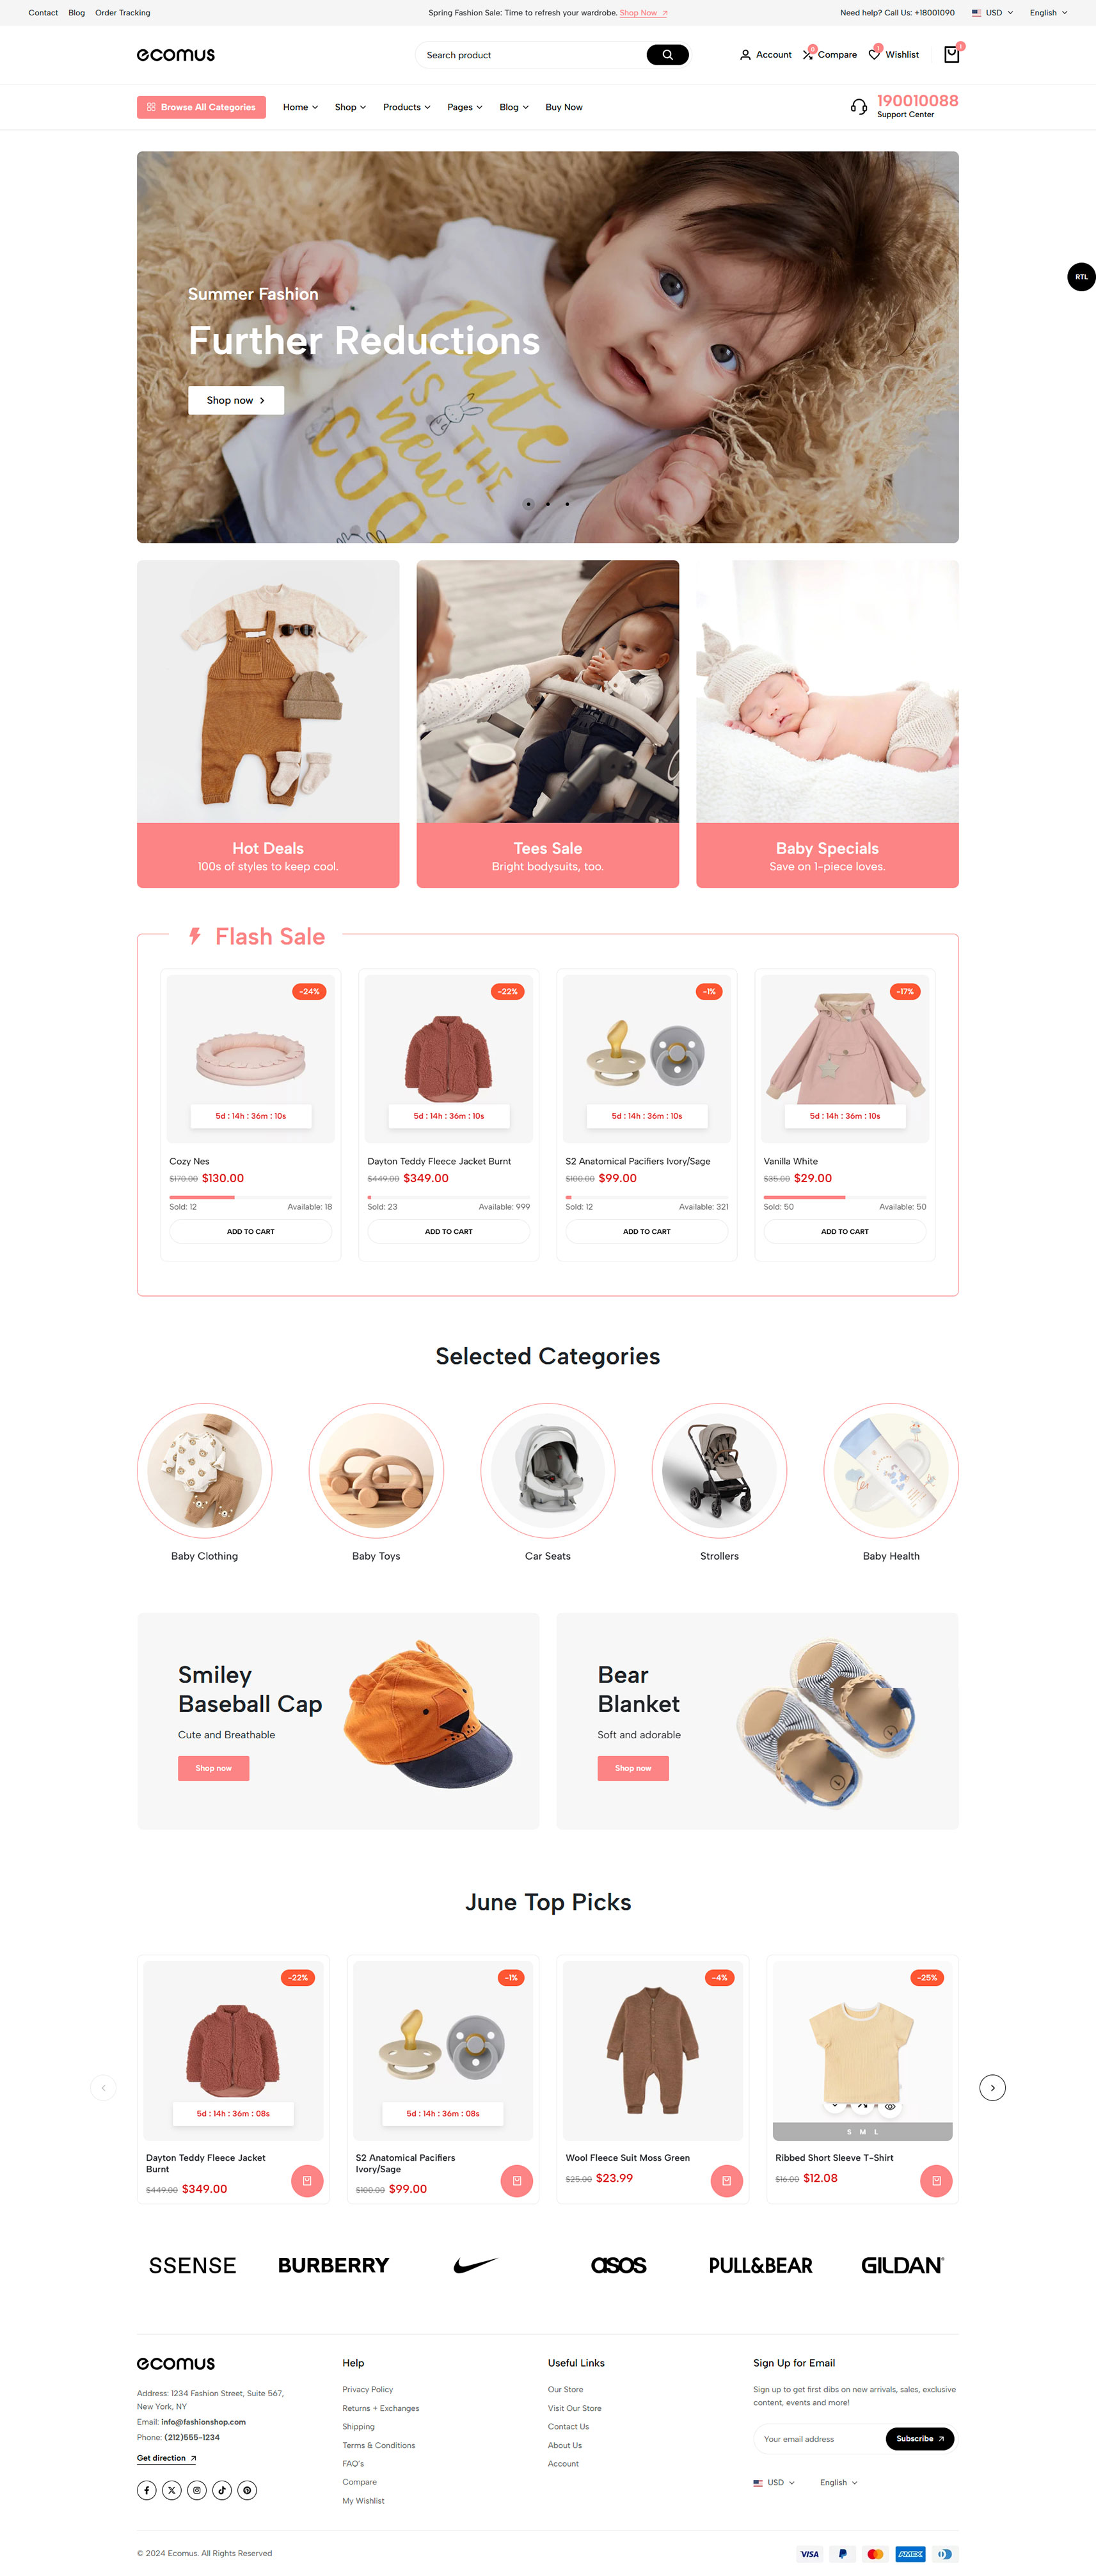 Contact Blog Order Tracking
Spring Fashion Sale: Time to refresh your wardrobe. Shop Now
Need help? Call Us: +18001090 USD English
ecomus
Search product
Account 0 Compare 1 Wishlist 1
Browse All Categories Home Shop Products Pages Blog Buy Now
190010088
Support Center
RTL
Summer Fashion
Further Reductions
Shop now
Hot Deals
100s of styles to keep cool.
Tees Sale
Bright bodysuits, too.
Baby Specials
Save on 1-piece loves.
Flash Sale
-24%
5d : 14h : 36m : 10s
Cozy Nes
$170.00 $130.00
Sold: 12 Available: 18
ADD TO CART
-22%
5d : 14h : 36m : 10s
Dayton Teddy Fleece Jacket Burnt
$449.00 $349.00
Sold: 23 Available: 999
ADD TO CART
-1%
5d : 14h : 36m : 10s
S2 Anatomical Pacifiers Ivory/Sage
$100.00 $99.00
Sold: 12 Available: 321
ADD TO CART
-17%
5d : 14h : 36m : 10s
Vanilla White
$35.00 $29.00
Sold: 50 Available: 50
ADD TO CART
Selected Categories
Baby Clothing
Baby Toys
Car Seats
Strollers
Baby Health
Smiley
Baseball Cap
Cute and Breathable
Shop now
Bear
Blanket
Soft and adorable
Shop now
June Top Picks
-22%
5d : 14h : 36m : 08s
Dayton Teddy Fleece Jacket
Burnt
$449.00 $349.00
-1%
5d : 14h : 36m : 08s
S2 Anatomical Pacifiers
Ivory/Sage
$100.00 $99.00
-4%
Wool Fleece Suit Moss Green
$25.00 $23.99
-25%
S M L
Ribbed Short Sleeve T-Shirt
$16.00 $12.08
SSENSE BURBERRY asos PULL&BEAR GILDAN
ecomus
Address: 1234 Fashion Street, Suite 567,
New York, NY
Email: info@fashionshop.com
Phone: (212)555-1234
Get direction
Help
Privacy Policy
Returns + Exchanges
Shipping
Terms & Conditions
FAQ's
Compare
My Wishlist
Useful Links
Our Store
Visit Our Store
Contact Us
About Us
Account
Sign Up for Email
Sign up to get first dibs on new arrivals, sales, exclusive
content, events and more!
Your email address Subscribe
USD English
© 2024 Ecomus. All Rights Reserved
VISA AMEX